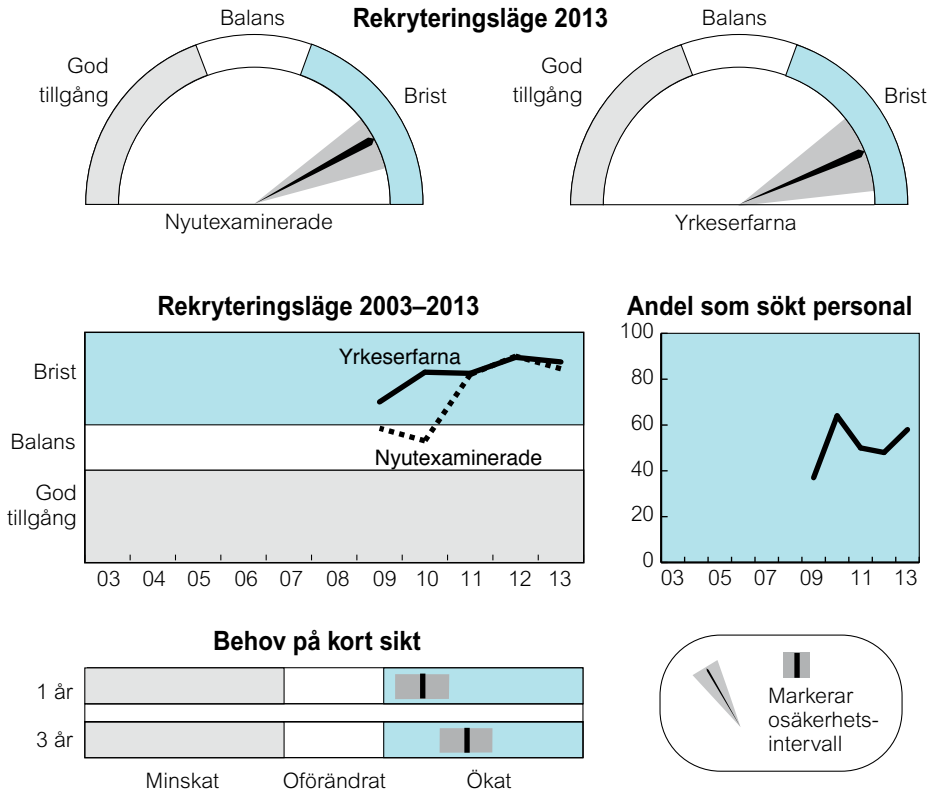 Rekryteringsläge 2013
Balans
God
tillgång
Brist
Nyutexaminerade
Balans
God
tillgång
Brist
Yrkeserfarna
Rekryteringsläge 2003–2013
Brist
Balans
God
tillgång
Yrkeserfarna
Nyutexaminerade
03 04 05 06 07 08 09 10 11 12 13
Andel som sökt personal
100
80
60
40
20
0
03 05 07 09 11 13
Behov på kort sikt
1 år
3 år
Minskat Oförändrat Ökat
Markerar
osäkerhets-
intervall